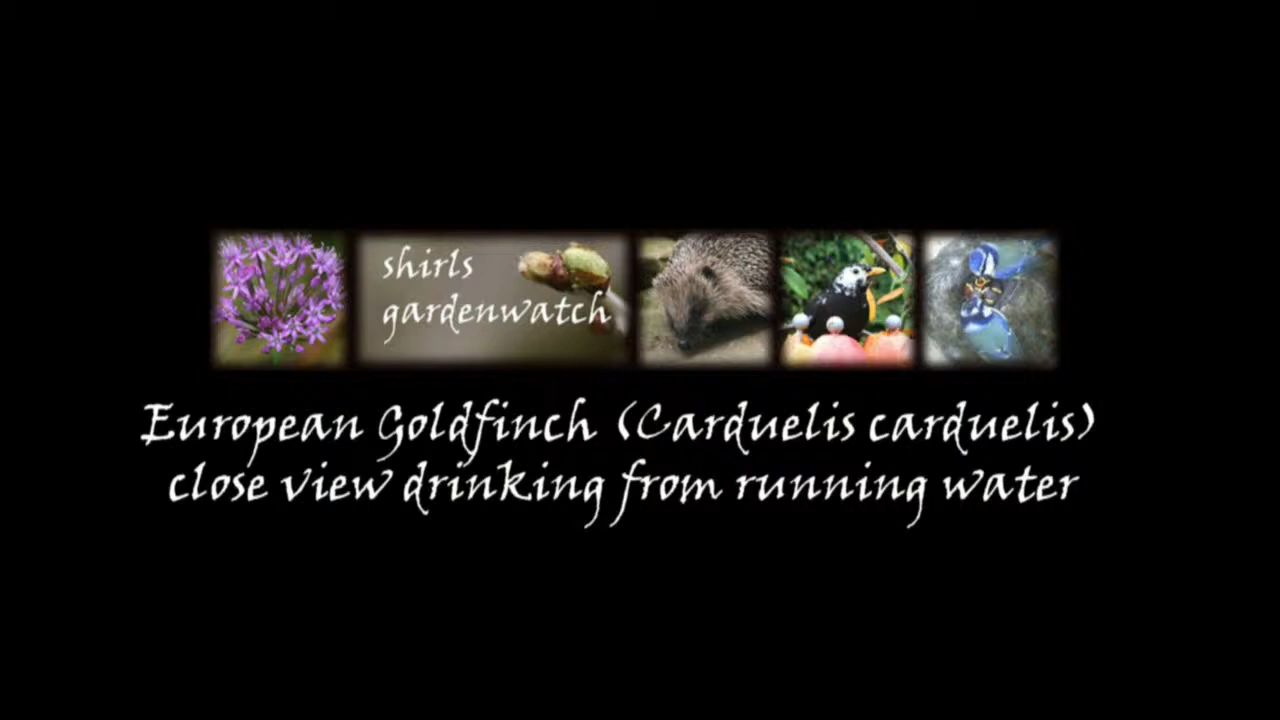 shirls
gardenwatch
European Goldfinch (Carduelis carduelis)
close view drinking from running water